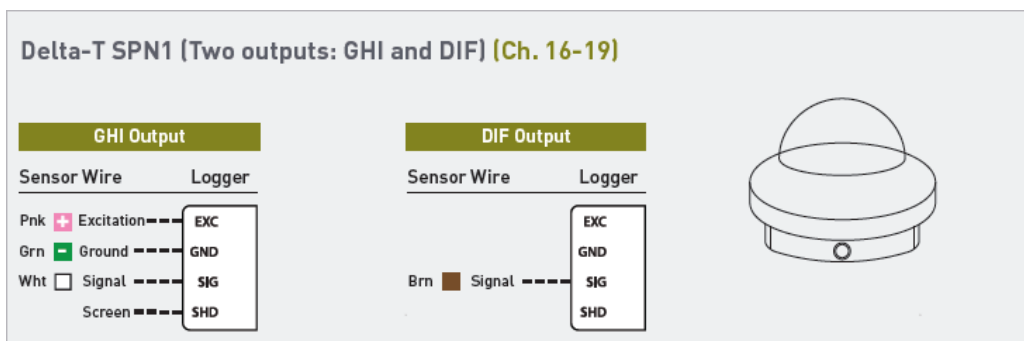 Delta-T SPN1 (Two outputs: GHI and DIF) (Ch. 16-19)
GHI Output
Sensor Wire Logger
Pnk + Excitation EXC
Grn - Ground GND
Wht Signal SIG
Screen SHD
DIF Output
Sensor Wire Logger
EXC
GND
Brn Signal SIG
SHD